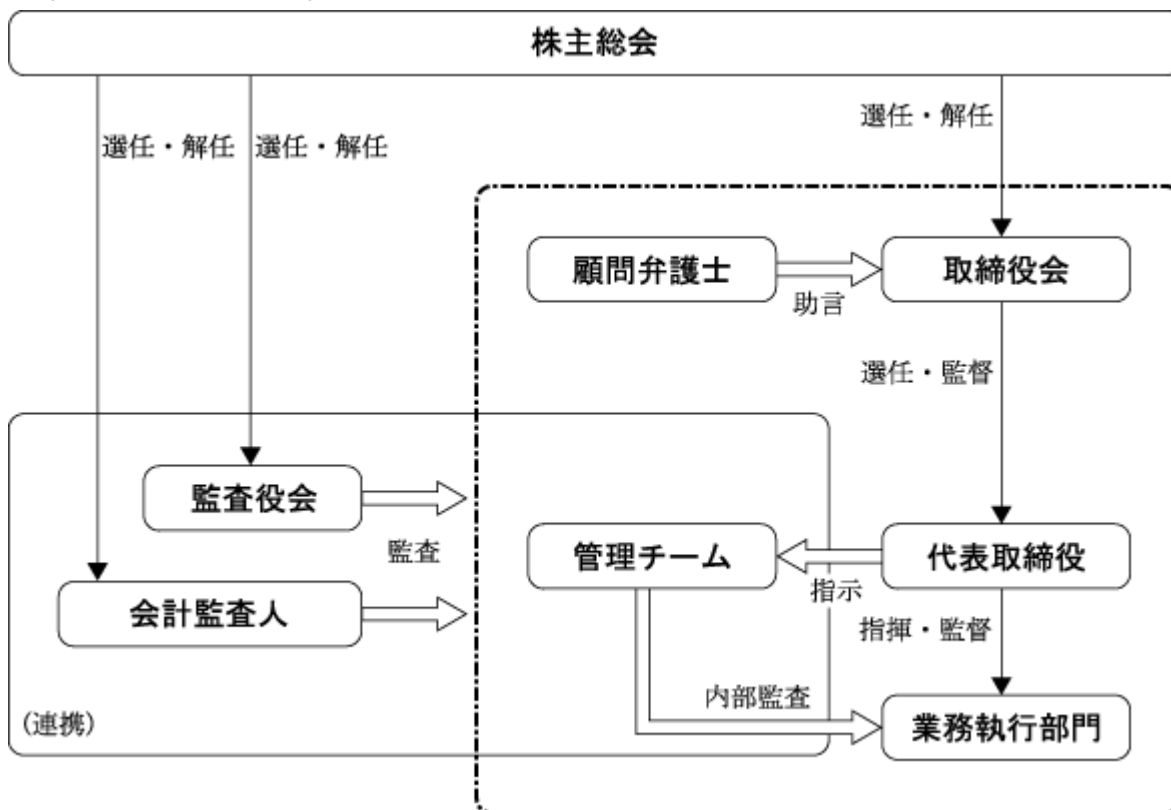 株主総会
選任・解任
選任・解任
選任・解任
顧問弁護士
取締役会
助言
選任・監督
監査役会
監査
管理チーム
代表取締役
指示
会計監査人
指揮・監督
内部監査
業務執行部門
(連携)